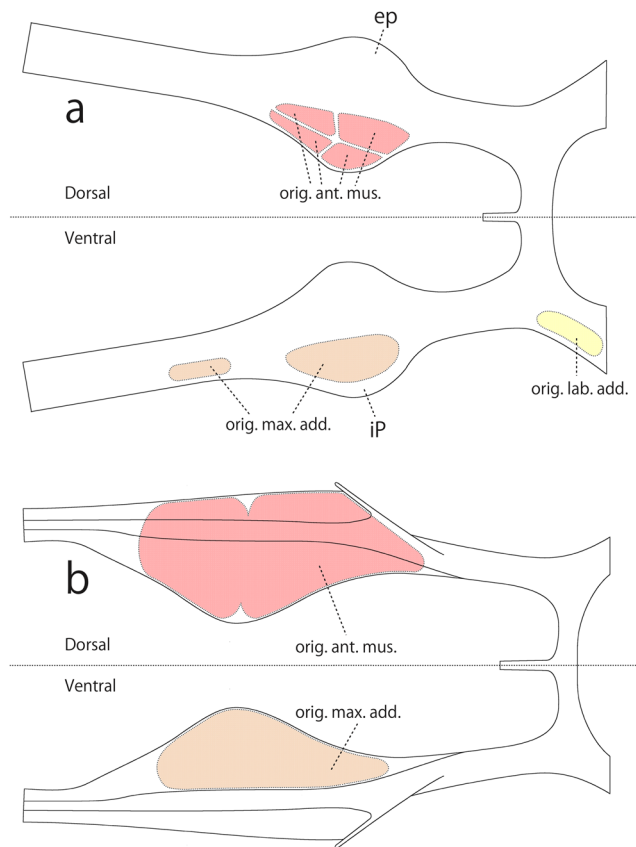 ep
a
orig. ant. mus.
Dorsal
Ventral
orig. lab. add.
orig. max. add.
iP
b
orig. ant. mus.
Dorsal
Ventral
orig. max. add.